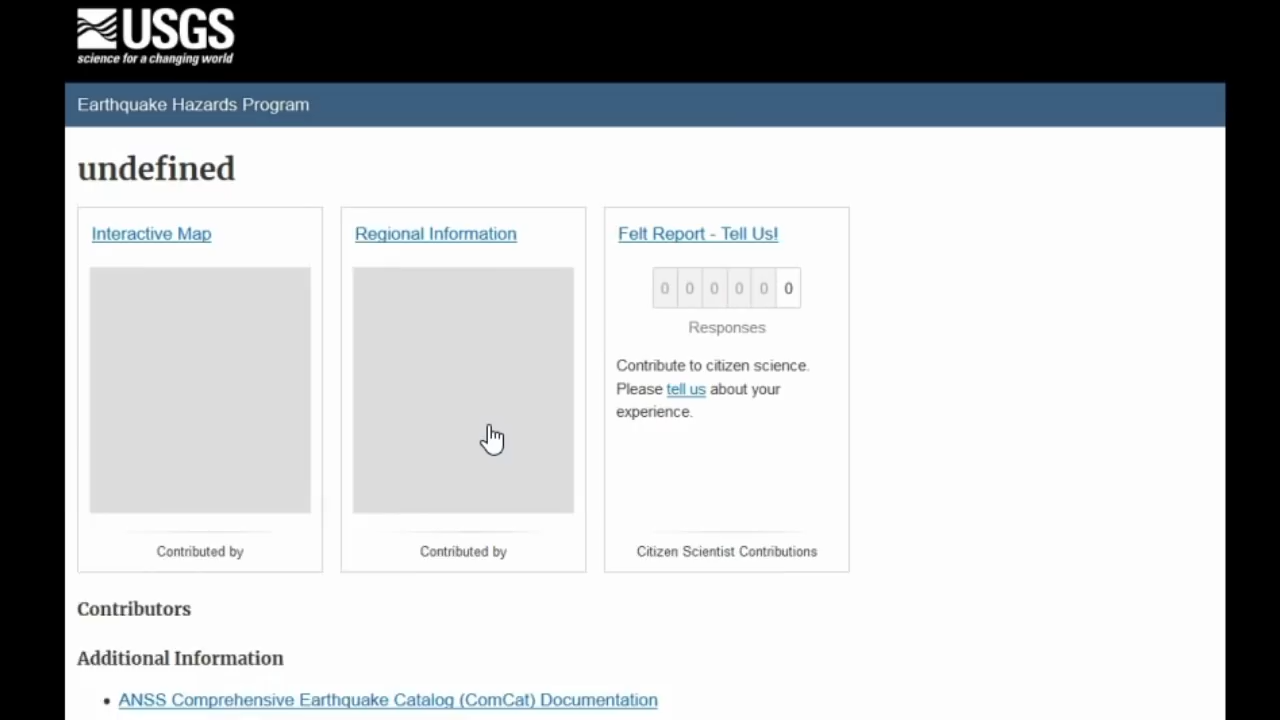 USGS
science for a changing world
Earthquake Hazards Program
undefined
Interactive Map
Contributed by
Regional Information
Contributed by
Felt Report - Tell Us!
0 0 0 0 0 0
Responses
Contribute to citizen science.
Please tell us about your
experience.
Citizen Scientist Contributions
Contributors
Additional Information
• ANSS Comprehensive Earthquake Catalog (ComCat) Documentation